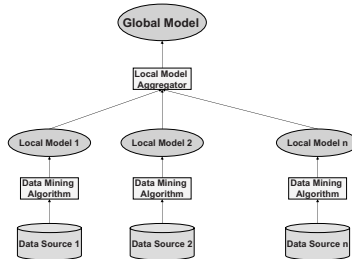 Global Model
Local Model
Aggregator
Local Model 1
Local Model 2
Local Model n
Data Mining
Algorithm
Data Mining
Algorithm
Data Mining
Algorithm
Data Source 1
Data Source 2
Data Source n